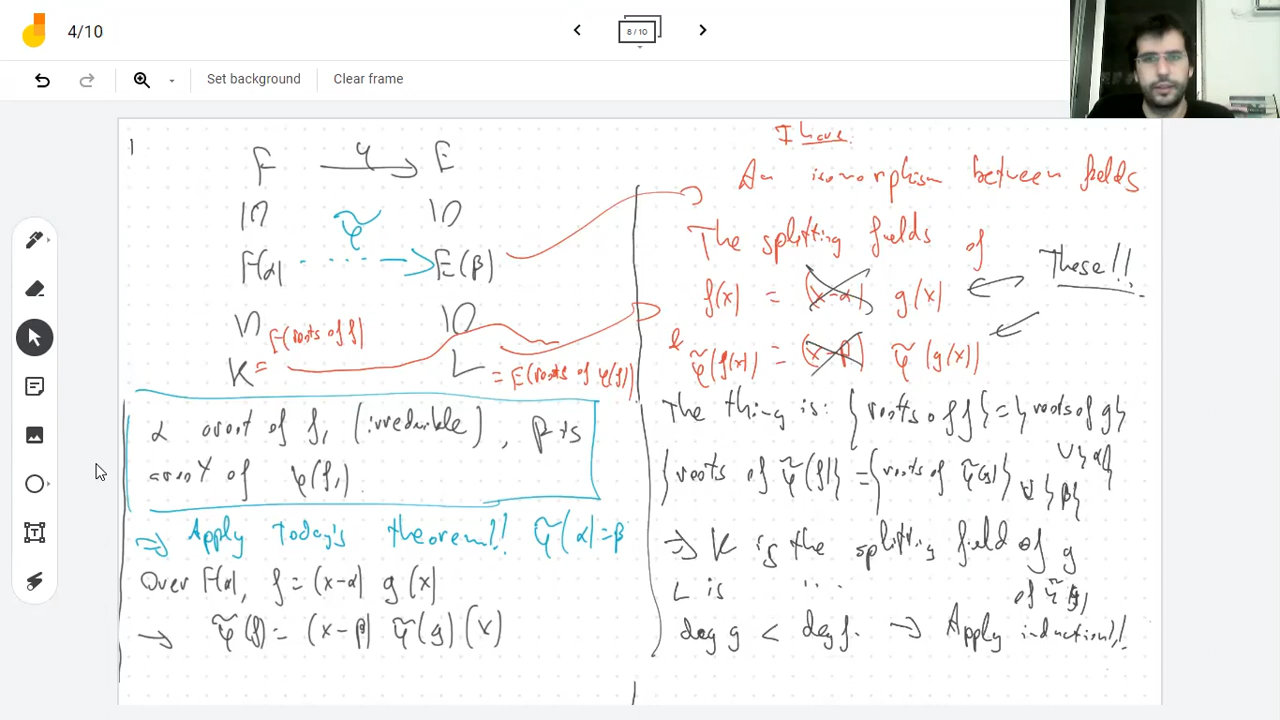 4/10
8 / 10
Set background
Clear frame
1
F φ E
φ̃
F(α) E(β)
K = F(roots of f)
L = E(roots of φ(f))
α a root of f₁ (irreducible), β is
a root of φ(f₁)
⇒ Apply today's theorem!! φ̃(α)=β
Over F(α), f = (x-α) g(x)
→ φ̃(f) = (x-β) φ̃(g)(x)
I have
An isomorphism between fields
The splitting fields of
f(x) = (x-α) g(x)
These!!
& φ̃(f(x)) = (x-β) φ̃(g(x))
The thing is: {roots of f} = {roots of g}
∪ {α}
{roots of φ̃(f)} = {roots of φ̃(g)} ∪ {β}
⇒ K is the splitting field of g
L is '' '' of φ̃(g)
deg g < deg f. → Apply induction!!